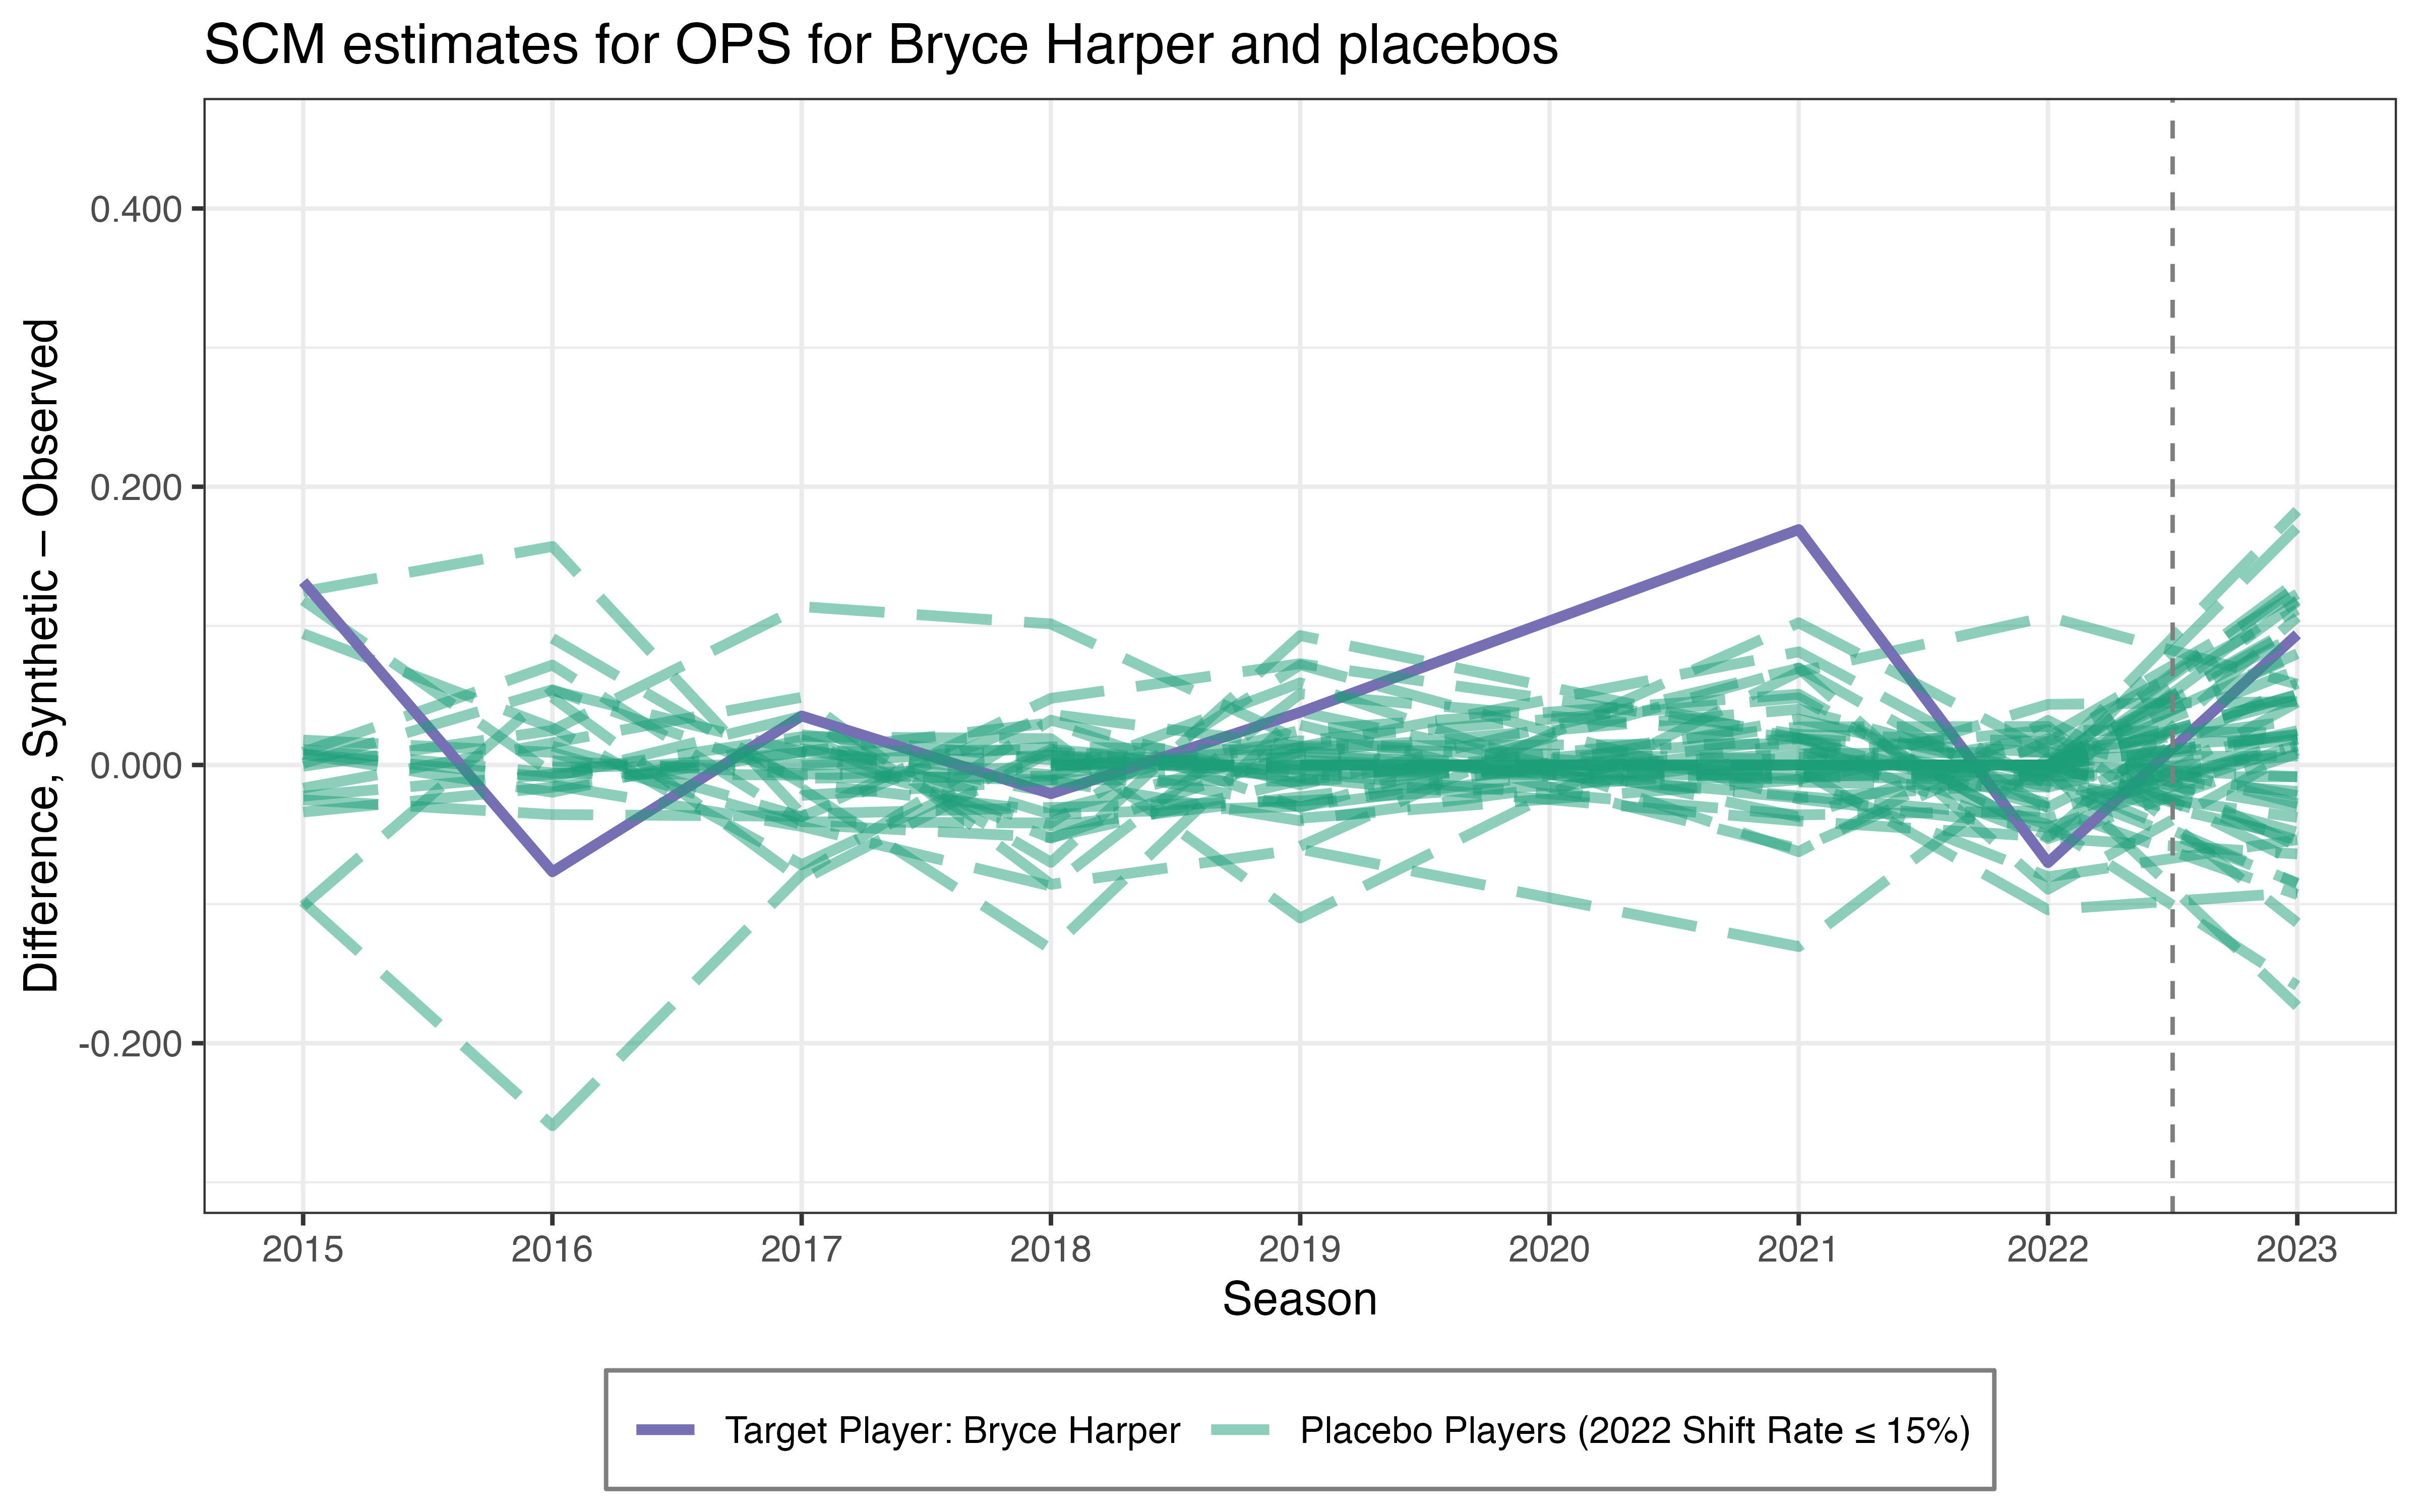 SCM estimates for OPS for Bryce Harper and placebos
Difference, Synthetic – Observed
0.400
0.200
0.000
-0.200
2015 2016 2017 2018 2019 2020 2021 2022 2023
Season
Target Player: Bryce Harper Placebo Players (2022 Shift Rate ≤ 15%)